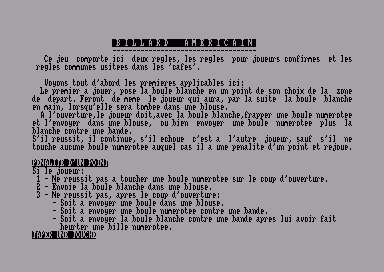 BILLARD AMERICAIN
Ce jeu comporte ici deux regles, les regles pour joueurs confirmes et les
regles communes usitees dans les 'cafes'.
Voyons tout d'abord les premieres applicables ici:
Le premier a jouer, pose la boule blanche en un point de son choix de la zone
de depart. Feront de meme le joueur qui aura, par la suite la boule blanche
en main, lorsqu'elle sera tombee dans une blouse.
A l'ouverture,le joueur doit,avec la boule blanche,frapper une boule numerotee
et l'envoyer dans une blouse, ou bien envoyer une boule numerotee plus la
blanche contre une bande.
S'il reussit, il continue, s'il echoue c'est a l'autre joueur, sauf s'il ne
touche aucune boule numerotee auquel cas il a une penalite d'un point et rejoue.
PENALITE D'UN POINT
Si le joueur:
1 - Ne reussit pas a toucher une boule numerotee sur le coup d'ouverture.
2 - Envoie la boule blanche dans une blouse.
3 - Ne reussit pas, apres le coup d'ouverture:
- Soit a envoyer une boule dans une blouse.
- Soit a envoyer une boule numerotee contre une bande.
- Soit a envoyer la boule blanche contre une bande apres lui avoir fait
heurter une bille numerotee.
TAPER UNE TOUCHE